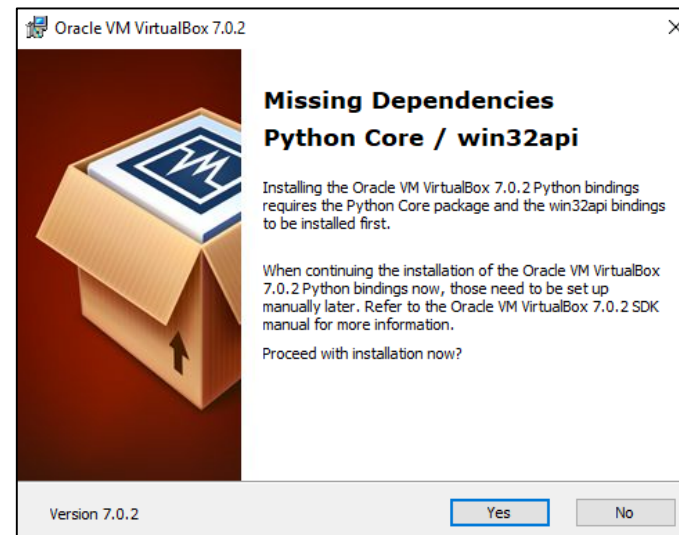 Oracle VM VirtualBox 7.0.2
Missing Dependencies
Python Core / win32api
Installing the Oracle VM VirtualBox 7.0.2 Python bindings
requires the Python Core package and the win32api bindings
to be installed first.
When continuing the installation of the Oracle VM VirtualBox
7.0.2 Python bindings now, those need to be set up
manually later. Refer to the Oracle VM VirtualBox 7.0.2 SDK
manual for more information.
Proceed with installation now?
Version 7.0.2
Yes
No